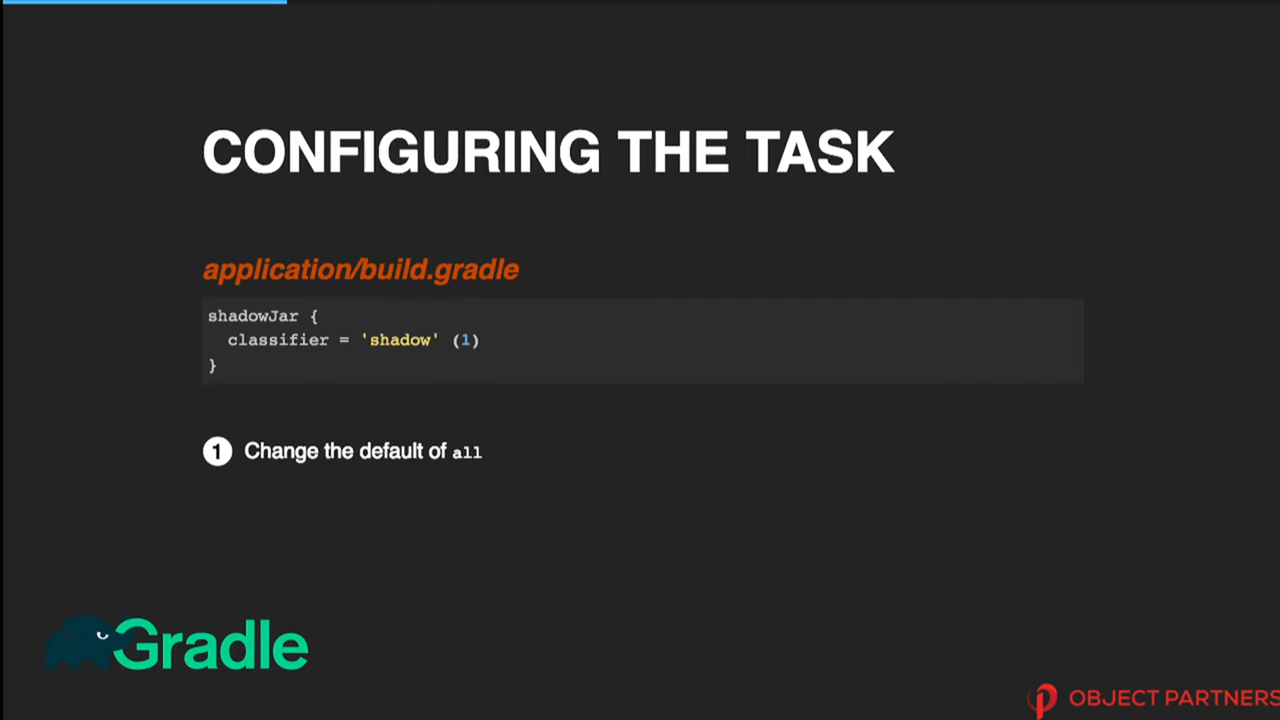 CONFIGURING THE TASK
application/build.gradle
shadowJar {
  classifier = 'shadow' (1)
}
1 Change the default of all
Gradle
OBJECT PARTNERS